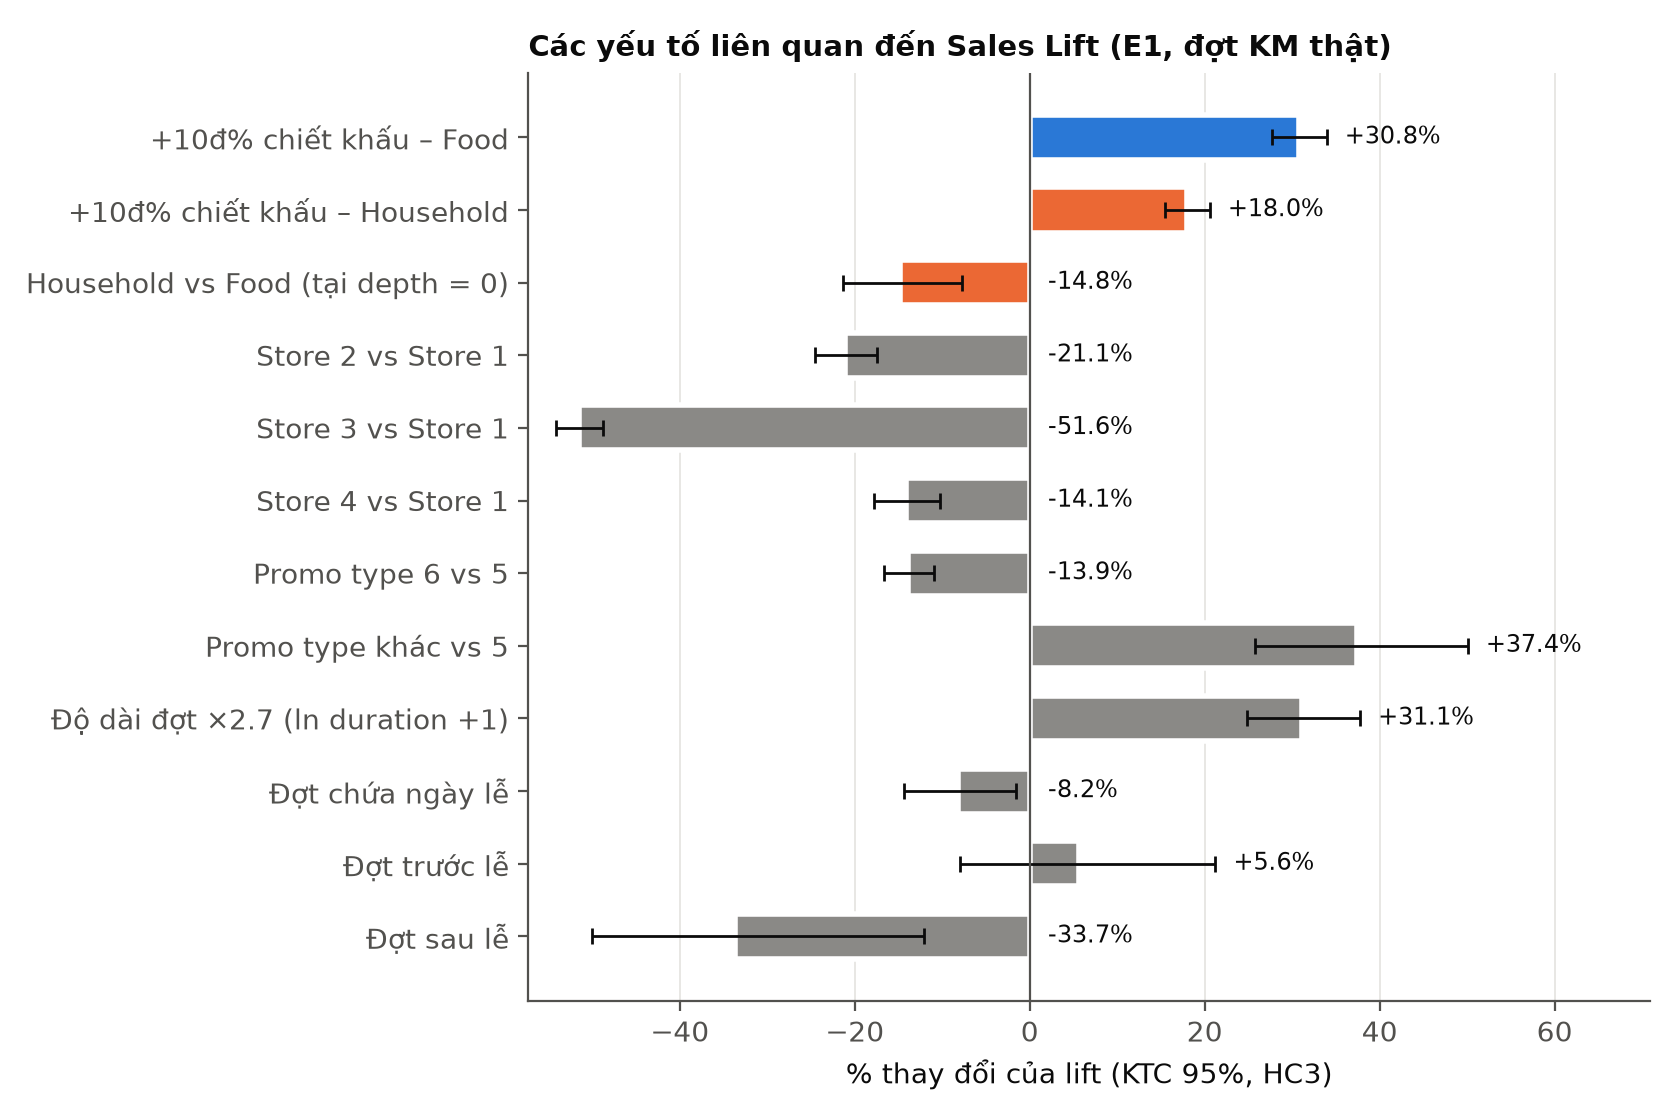 Các yếu tố liên quan đến Sales Lift (E1, đợt KM thật)
+10đ% chiết khấu – Food
+30.8%
+10đ% chiết khấu – Household
+18.0%
Household vs Food (tại depth = 0)
-14.8%
Store 2 vs Store 1
-21.1%
Store 3 vs Store 1
-51.6%
Store 4 vs Store 1
-14.1%
Promo type 6 vs 5
-13.9%
Promo type khác vs 5
+37.4%
Độ dài đợt ×2.7 (ln duration +1)
+31.1%
Đợt chứa ngày lễ
-8.2%
Đợt trước lễ
+5.6%
Đợt sau lễ
-33.7%
−40
−20
0
20
40
60
% thay đổi của lift (KTC 95%, HC3)